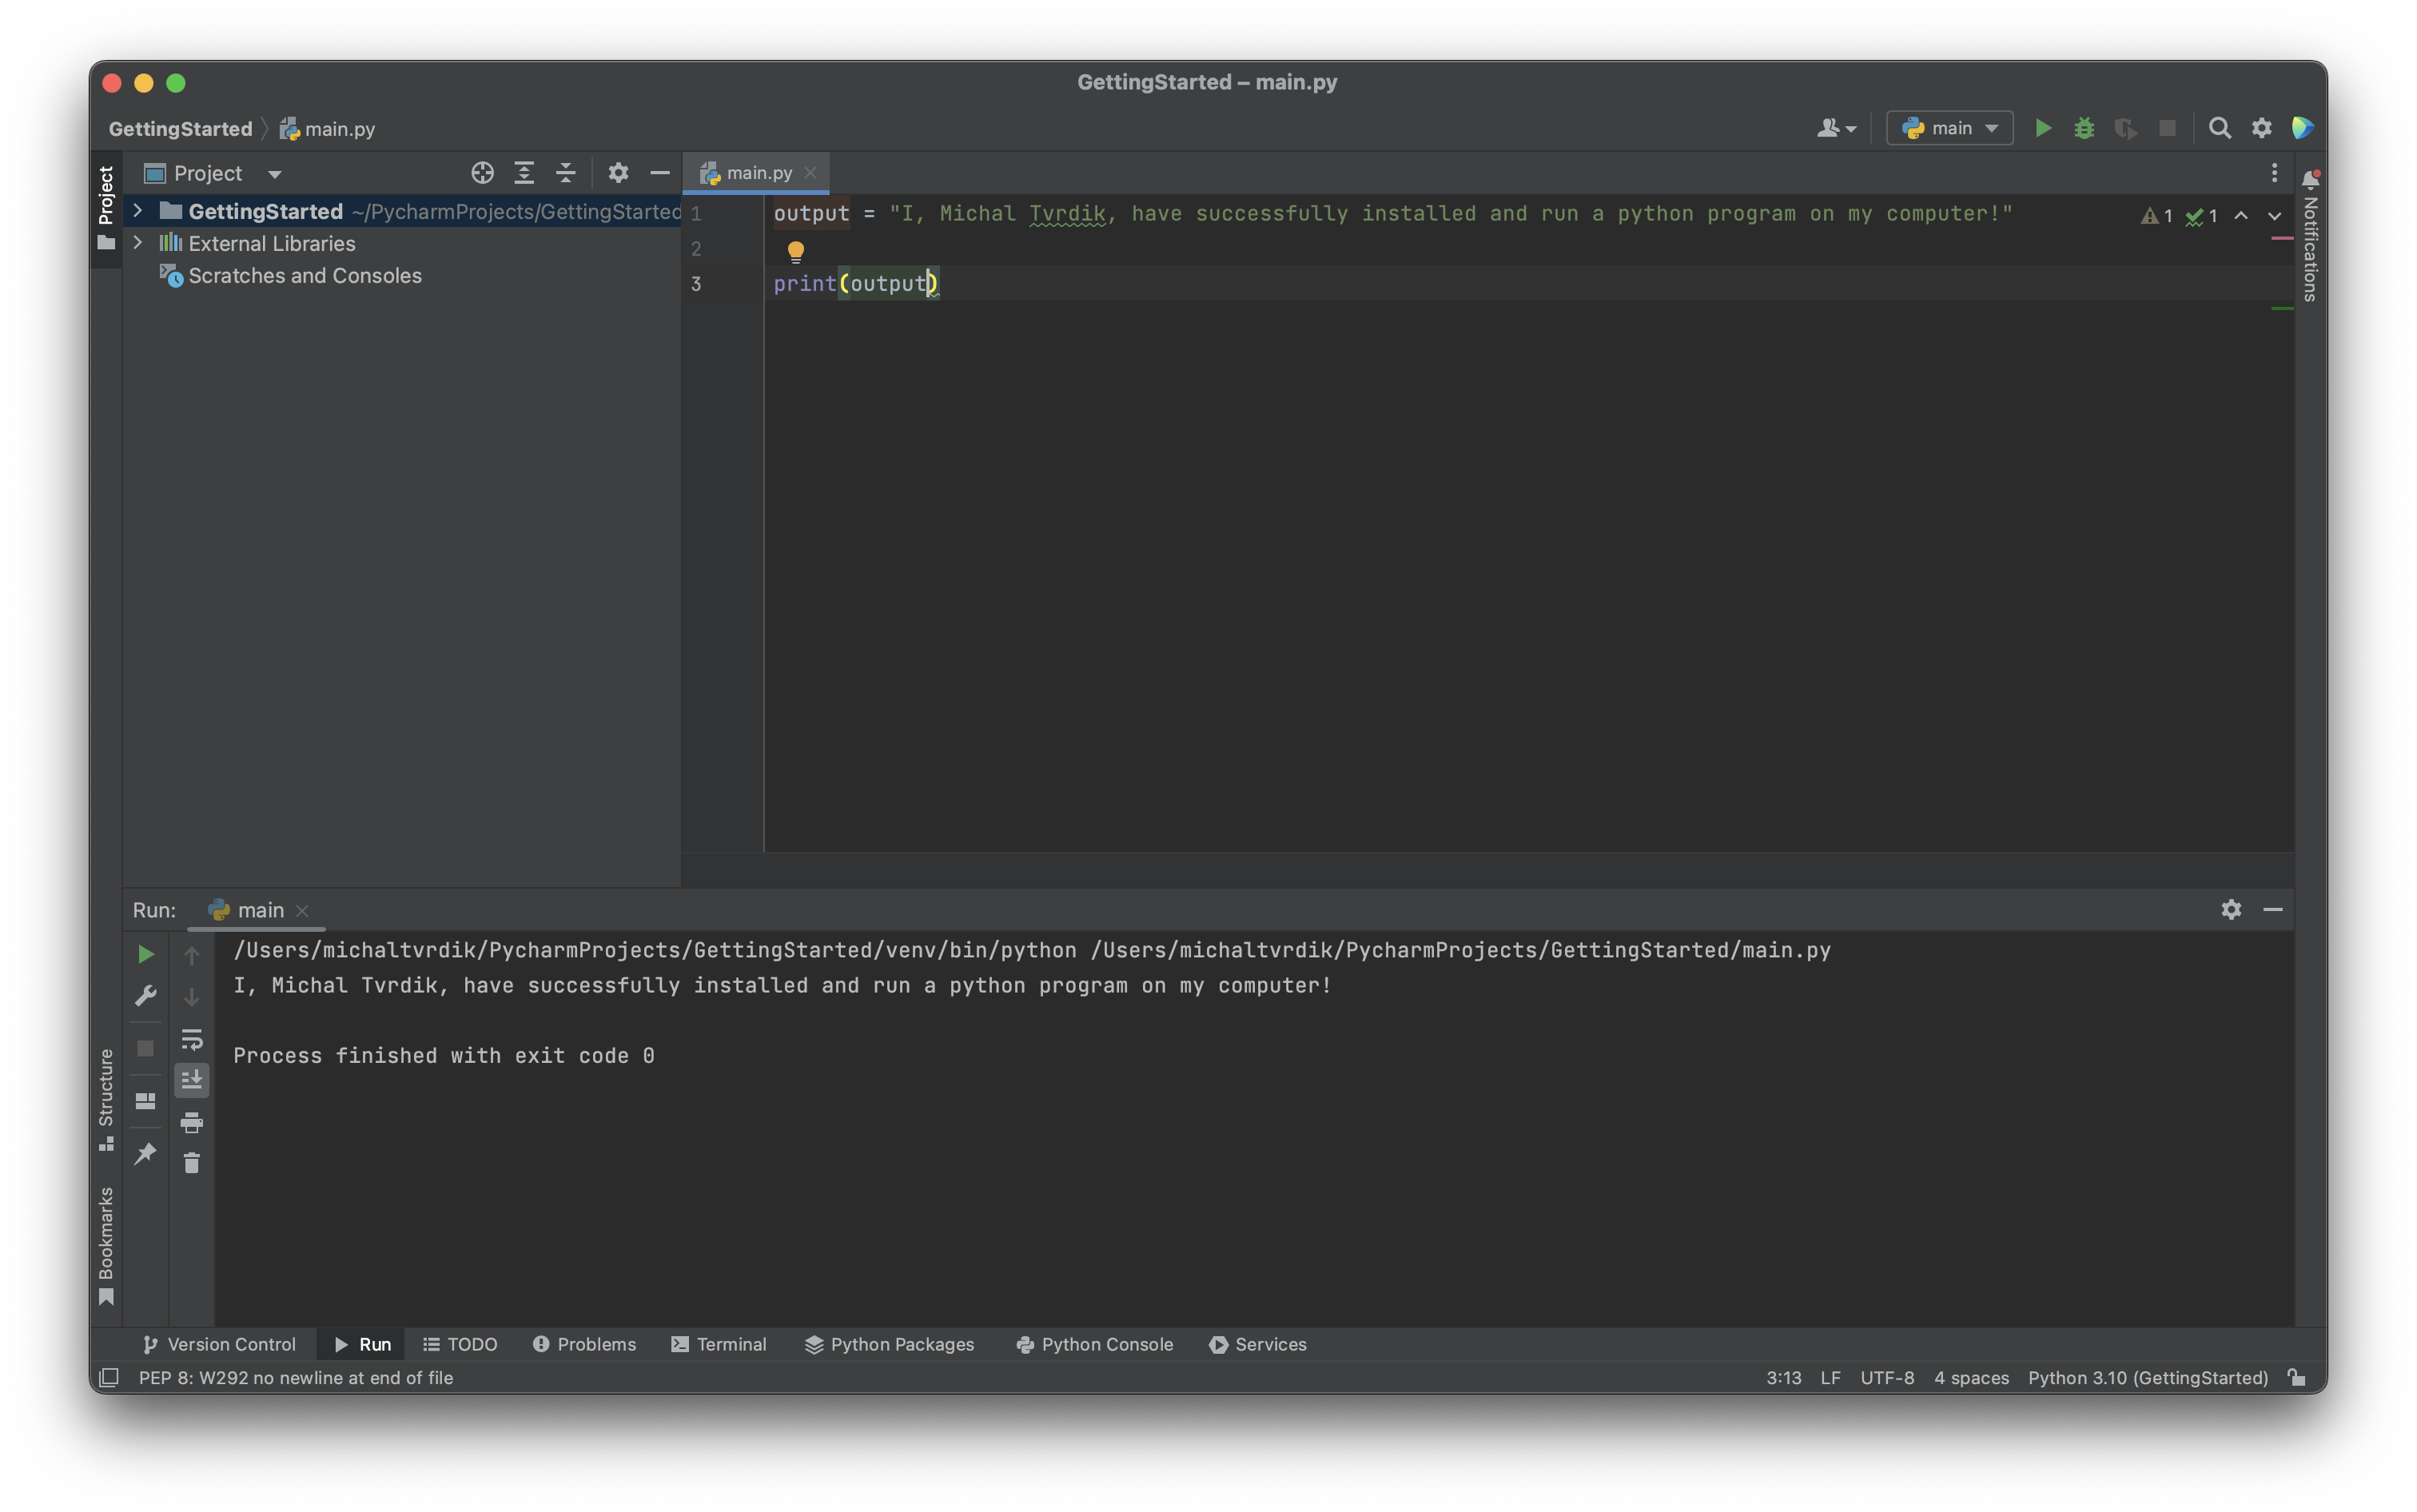 GettingStarted – main.py
GettingStarted main.py
main
Project
Project
main.py
GettingStarted ~/PycharmProjects/GettingStarted
External Libraries
Scratches and Consoles
1 output = "I, Michal Tvrdik, have successfully installed and run a python program on my computer!"
2
3 print(output)
1 1
Notifications
Run: main
/Users/michaltvrdik/PycharmProjects/GettingStarted/venv/bin/python /Users/michaltvrdik/PycharmProjects/GettingStarted/main.py
I, Michal Tvrdik, have successfully installed and run a python program on my computer!
Process finished with exit code 0
Structure
Bookmarks
Version Control Run TODO Problems Terminal Python Packages Python Console Services
PEP 8: W292 no newline at end of file 3:13 LF UTF-8 4 spaces Python 3.10 (GettingStarted)